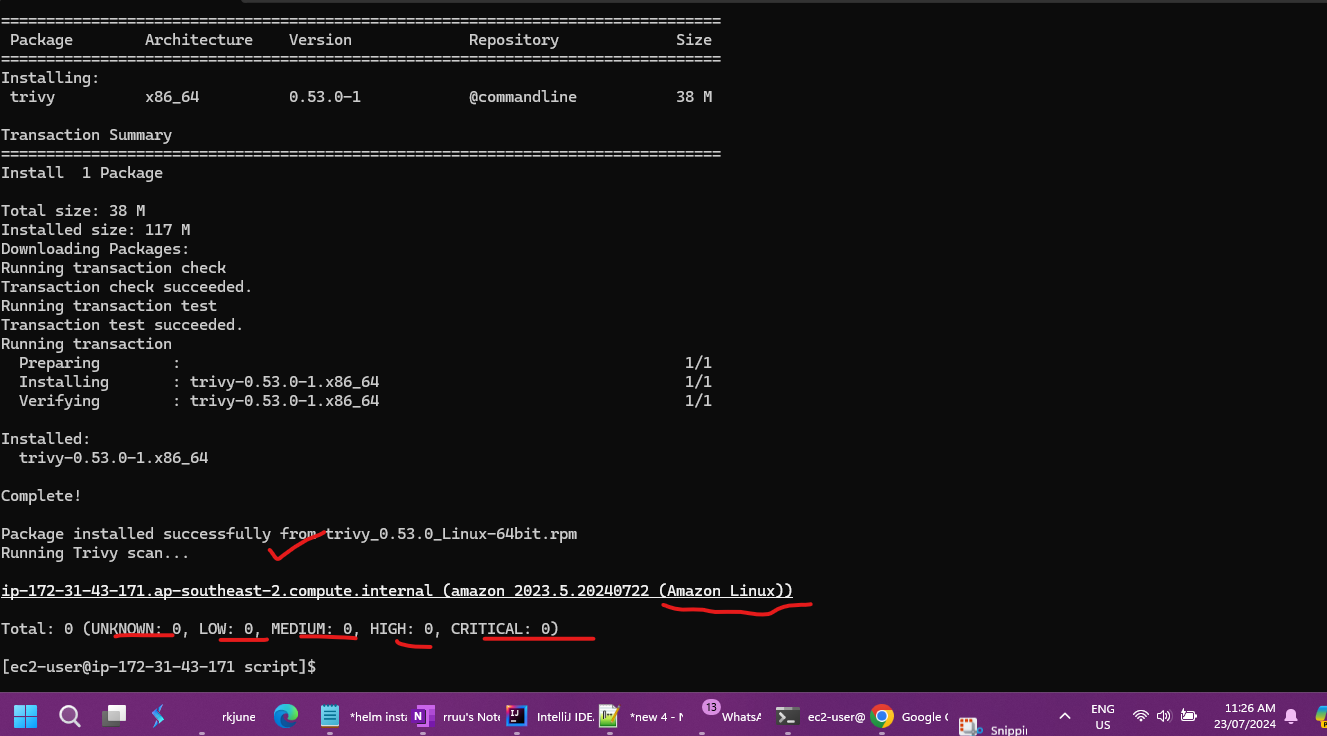 ================================================================================
Package Architecture Version Repository Size
================================================================================
Installing:
trivy x86_64 0.53.0-1 @commandline 38 M
Transaction Summary
================================================================================
Install 1 Package
Total size: 38 M
Installed size: 117 M
Downloading Packages:
Running transaction check
Transaction check succeeded.
Running transaction test
Transaction test succeeded.
Running transaction
Preparing : 1/1
Installing : trivy-0.53.0-1.x86_64 1/1
Verifying : trivy-0.53.0-1.x86_64 1/1
Installed:
trivy-0.53.0-1.x86_64
Complete!
Package installed successfully from trivy_0.53.0_Linux-64bit.rpm
Running Trivy scan...
ip-172-31-43-171.ap-southeast-2.compute.internal (amazon 2023.5.20240722 (Amazon Linux))
Total: 0 (UNKNOWN: 0, LOW: 0, MEDIUM: 0, HIGH: 0, CRITICAL: 0)
[ec2-user@ip-172-31-43-171 script]$
rkjune *helm insta rruu's Note IntelliJ IDEA *new 4 - 13 WhatsA ec2-user@ Google Snippi
ENG
US
11:26 AM
23/07/2024